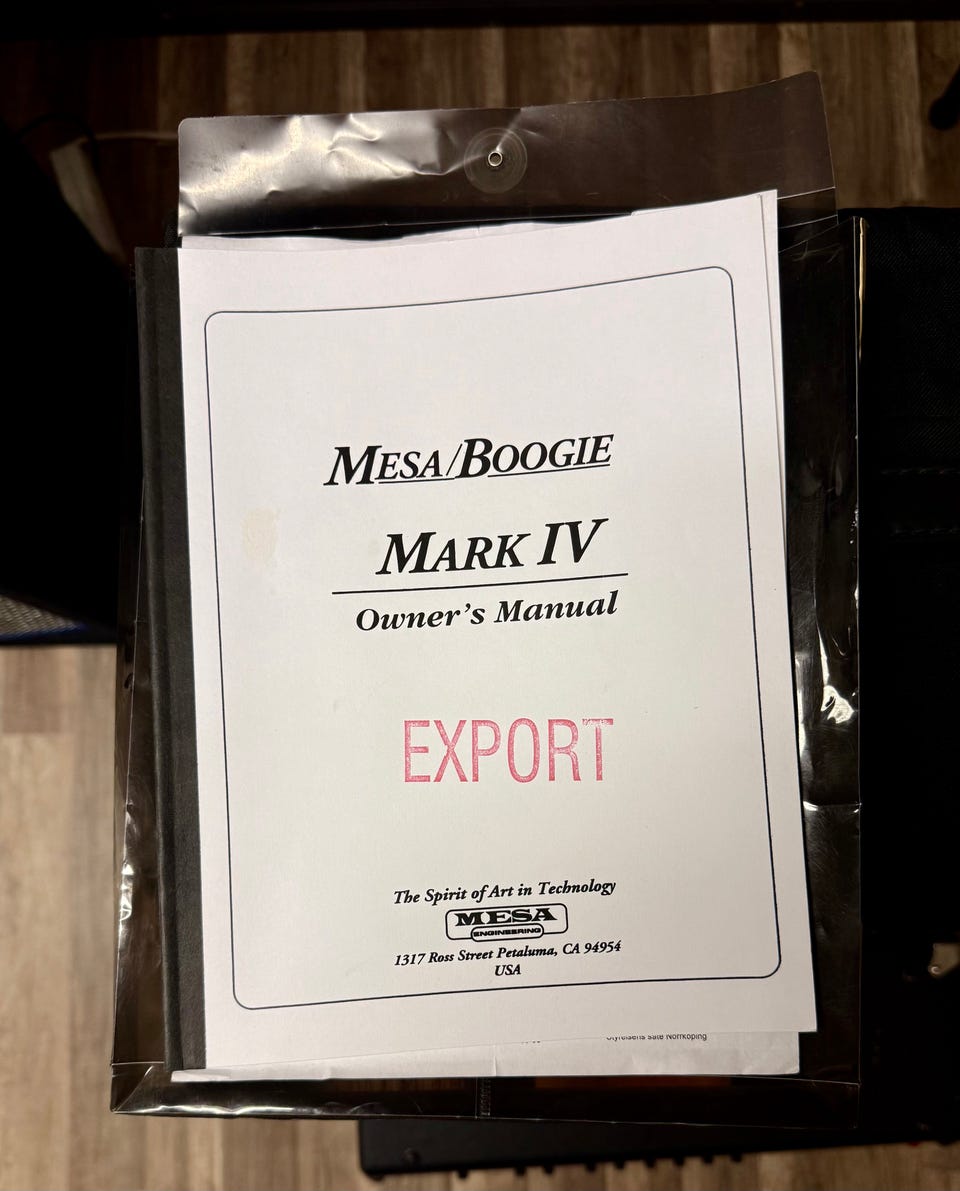 MESA/BOOGIE
MARK IV
Owner's Manual
EXPORT
The Spirit of Art in Technology
MESA
ENGINEERING
1317 Ross Street Petaluma, CA 94954
USA
Styrelsens säte Norrköping